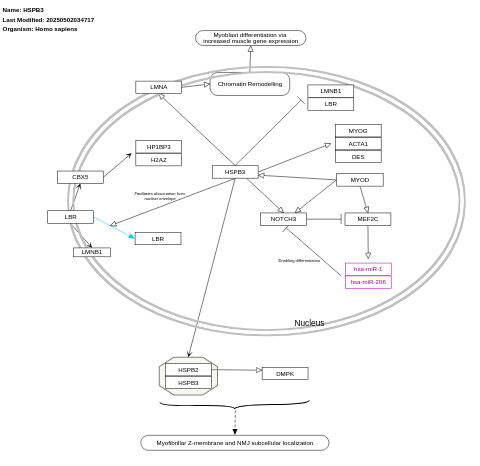 Name: HSPB3
Last Modified: 20250502034717
Organism: Homo sapiens
Myoblast differentiation via
increased muscle gene expression
Chromatin Remodelling
LMNA
LMNB1
LBR
MYOG
ACTA1
DES
HP1BP3
H2AZ
HSPB3
CBX5
MYOD
Facilitates dissociation from
nuclear envelope
LBR
NOTCH3
MEF2C
LBR
LMNB1
Enabling differentiation
hsa-miR-1
hsa-miR-206
Nucleus
HSPB2
HSPB3
DMPK
Myofibrillar Z-membrane and NMJ subcellular localization